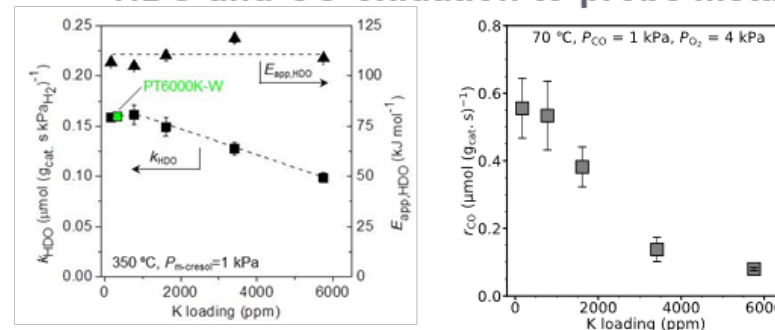 0.25
0.20
0.15
0.10
0.05
0.00
125
100
75
50
25
0
PT6000K-W
E_app,HDO
k_HDO
350 ºC, P_m-cresol=1 kPa
0 2000 4000 6000
K loading (ppm)
k_HDO (μmol (g_cat. s kPa_H2)^-1)
E_app,HDO (kJ mol^-1)
70 °C, P_CO = 1 kPa, P_O2 = 4 kPa
0.8
0.6
0.4
0.2
0.0
0 2000 4000 6000
K loading (ppm)
r_CO (μmol (g_cat. s)^-1)